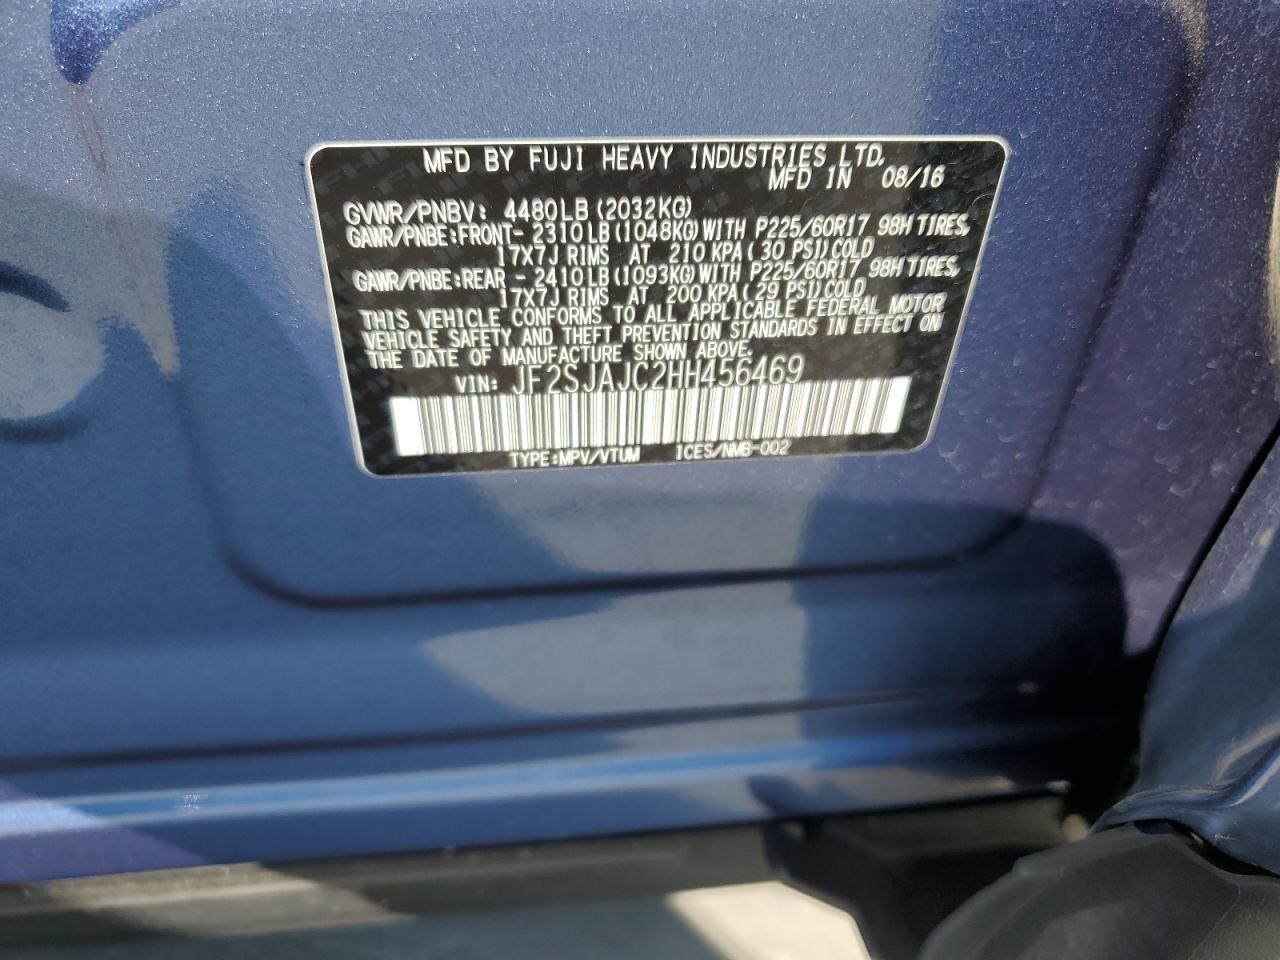 MFD BY FUJI HEAVY INDUSTRIES LTD.
MFD IN 08/16
GVWR/PNBV: 4480LB (2032KG)
GAWR/PNBE:FRONT- 2310LB (1048KG) WITH P225/60R17 98H TIRES,
17X7J RIMS AT 210 KPA (30 PSI) COLD
GAWR/PNBE:REAR - 2410LB (1093KG) WITH P225/60R17 98H TIRES,
17X7J RIMS AT 200 KPA (29 PSI) COLD
THIS VEHICLE CONFORMS TO ALL APPLICABLE FEDERAL MOTOR
VEHICLE SAFETY AND THEFT PREVENTION STANDARDS IN EFFECT ON
THE DATE OF MANUFACTURE SHOWN ABOVE.
VIN: JF2SJAJC2HH456469
TYPE:MPV/VTUM ICES/NMB-002